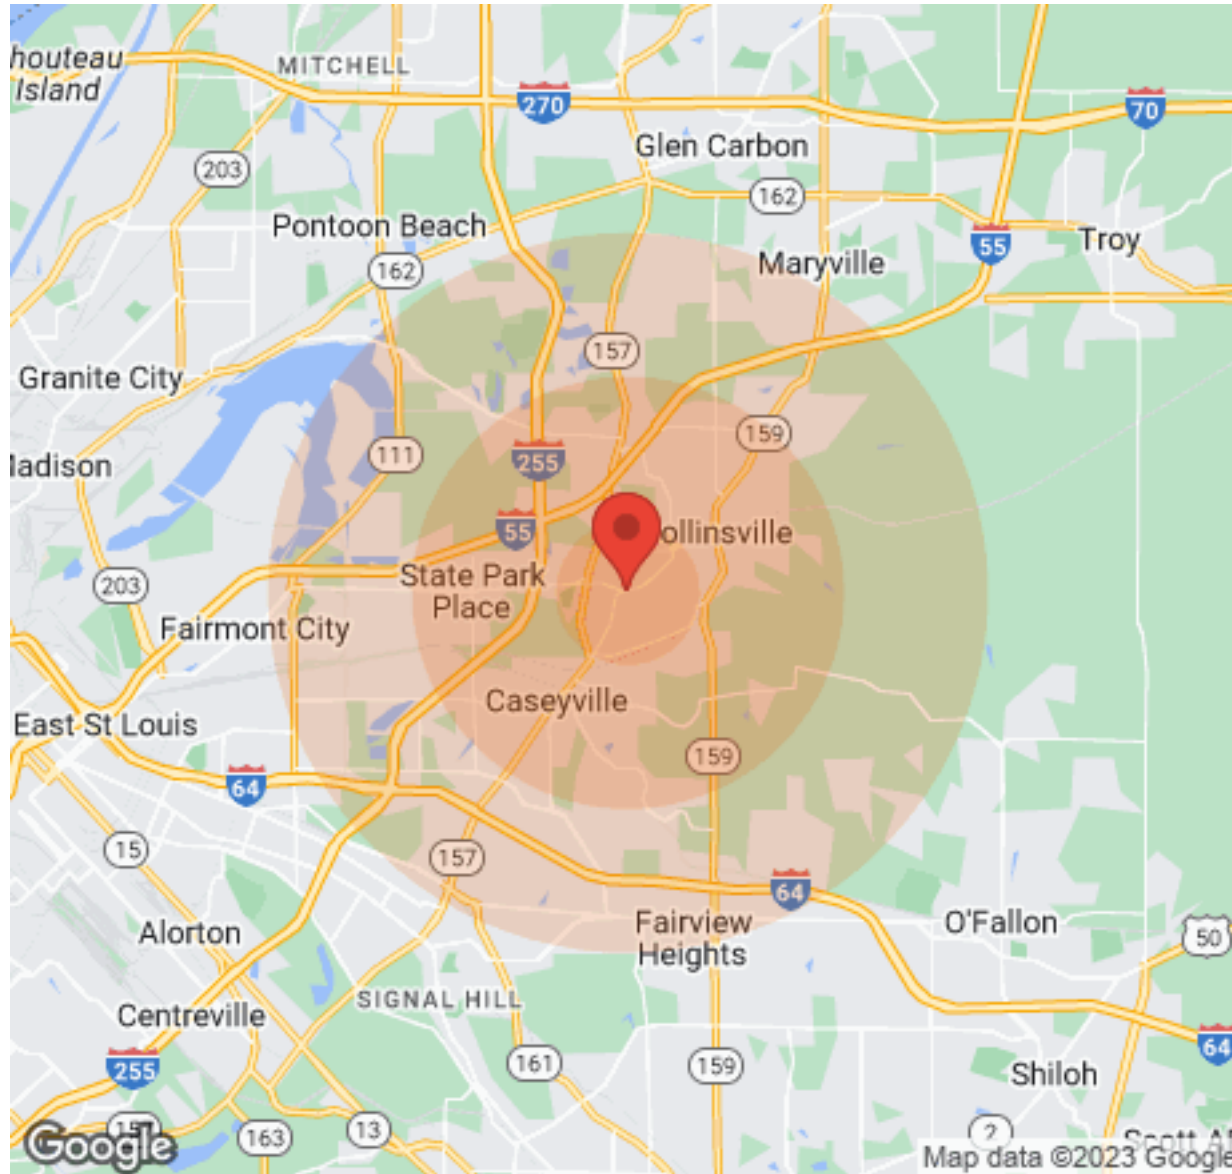 houteau
Island
MITCHELL
270
70
Glen Carbon
203
162
Pontoon Beach
55
Troy
162
Maryville
157
Granite City
159
111
255
Madison
55
ollinsville
State Park
Place
203
Fairmont City
Caseyville
East St Louis
159
64
15
157
64
Fairview
Heights
O'Fallon
50
Alorton
SIGNAL HILL
Centreville
64
161
159
255
Shiloh
163
13
2
Google
Map data ©2023 Google